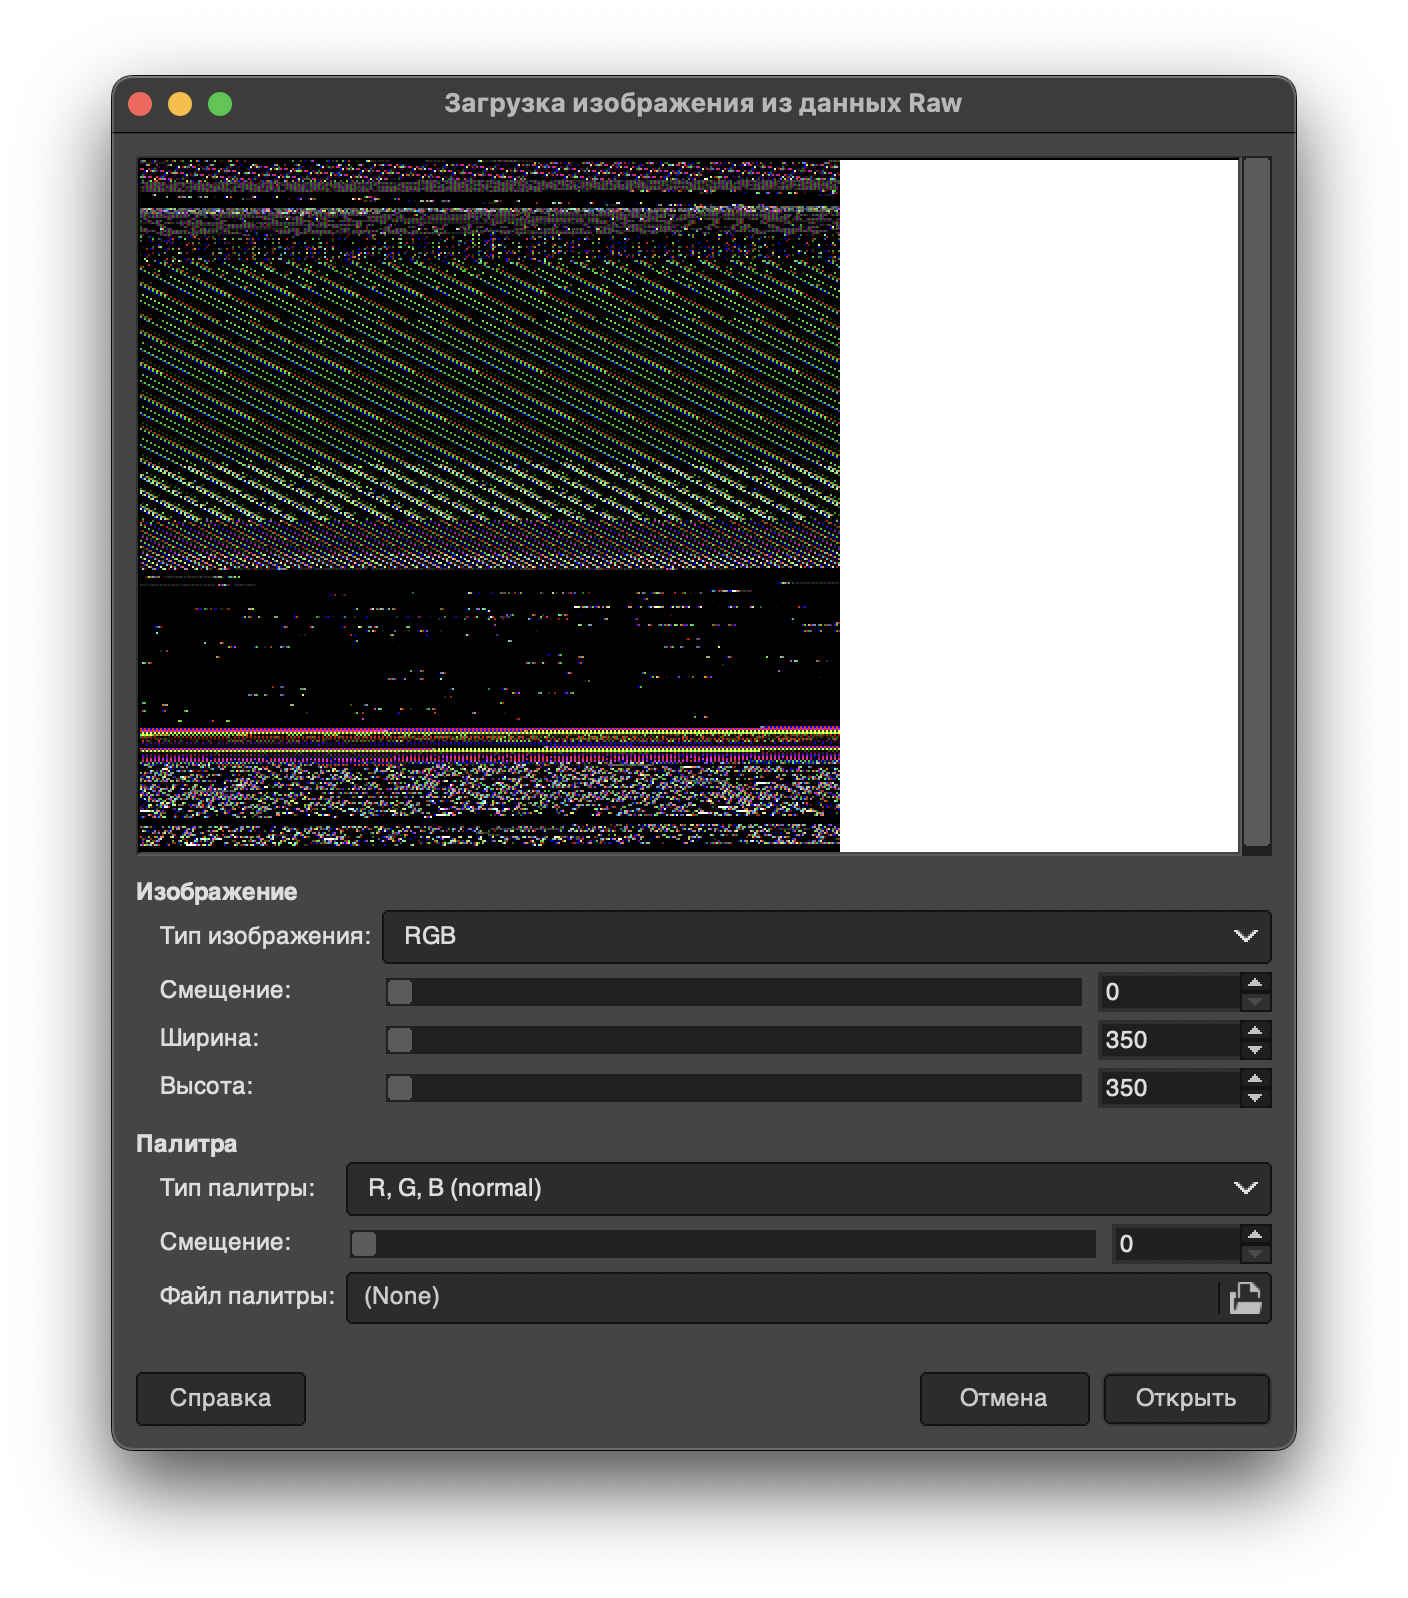 Загрузка изображения из данных Raw
Изображение
Тип изображения: RGB
Смещение: 0
Ширина: 350
Высота: 350
Палитра
Тип палитры: R, G, B (normal)
Смещение: 0
Файл палитры: (None)
Справка Отмена Открыть